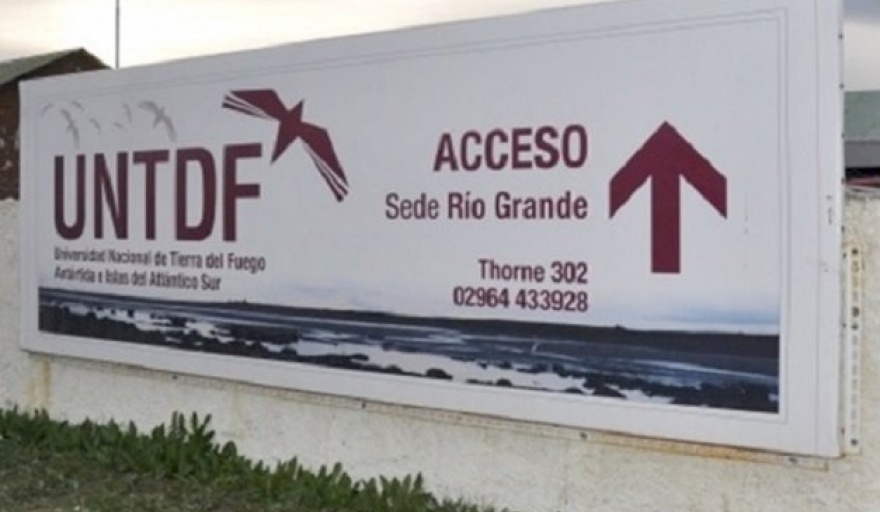 UNTDF
Universidad Nacional de Tierra del Fuego
Antártida e Islas del Atlántico Sur
ACCESO
Sede Río Grande
Thorne 302
02964 433928